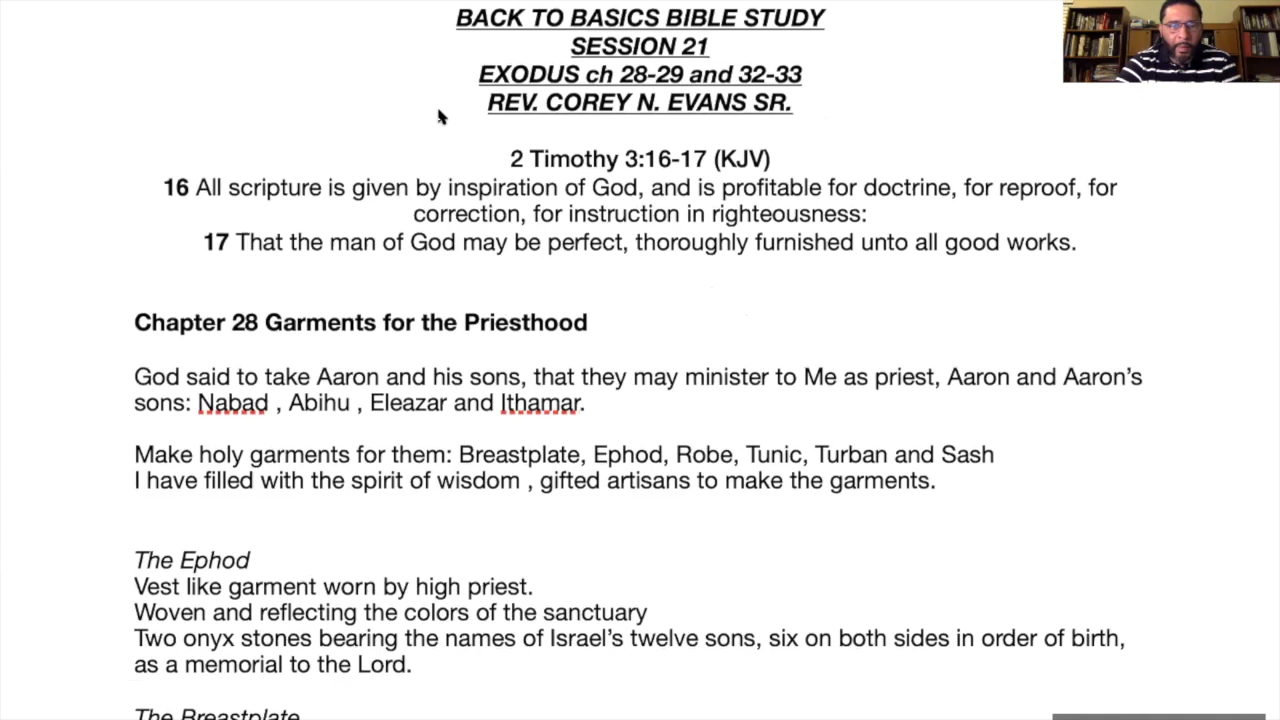 BACK TO BASICS BIBLE STUDY
SESSION 21
EXODUS ch 28-29 and 32-33
REV. COREY N. EVANS SR.
2 Timothy 3:16-17 (KJV)
16 All scripture is given by inspiration of God, and is profitable for doctrine, for reproof, for
correction, for instruction in righteousness:
17 That the man of God may be perfect, thoroughly furnished unto all good works.
Chapter 28 Garments for the Priesthood
God said to take Aaron and his sons, that they may minister to Me as priest, Aaron and Aaron’s
sons: Nabad , Abihu , Eleazar and Ithamar.
Make holy garments for them: Breastplate, Ephod, Robe, Tunic, Turban and Sash
I have filled with the spirit of wisdom , gifted artisans to make the garments.
The Ephod
Vest like garment worn by high priest.
Woven and reflecting the colors of the sanctuary
Two onyx stones bearing the names of Israel’s twelve sons, six on both sides in order of birth,
as a memorial to the Lord.
The Breastplate